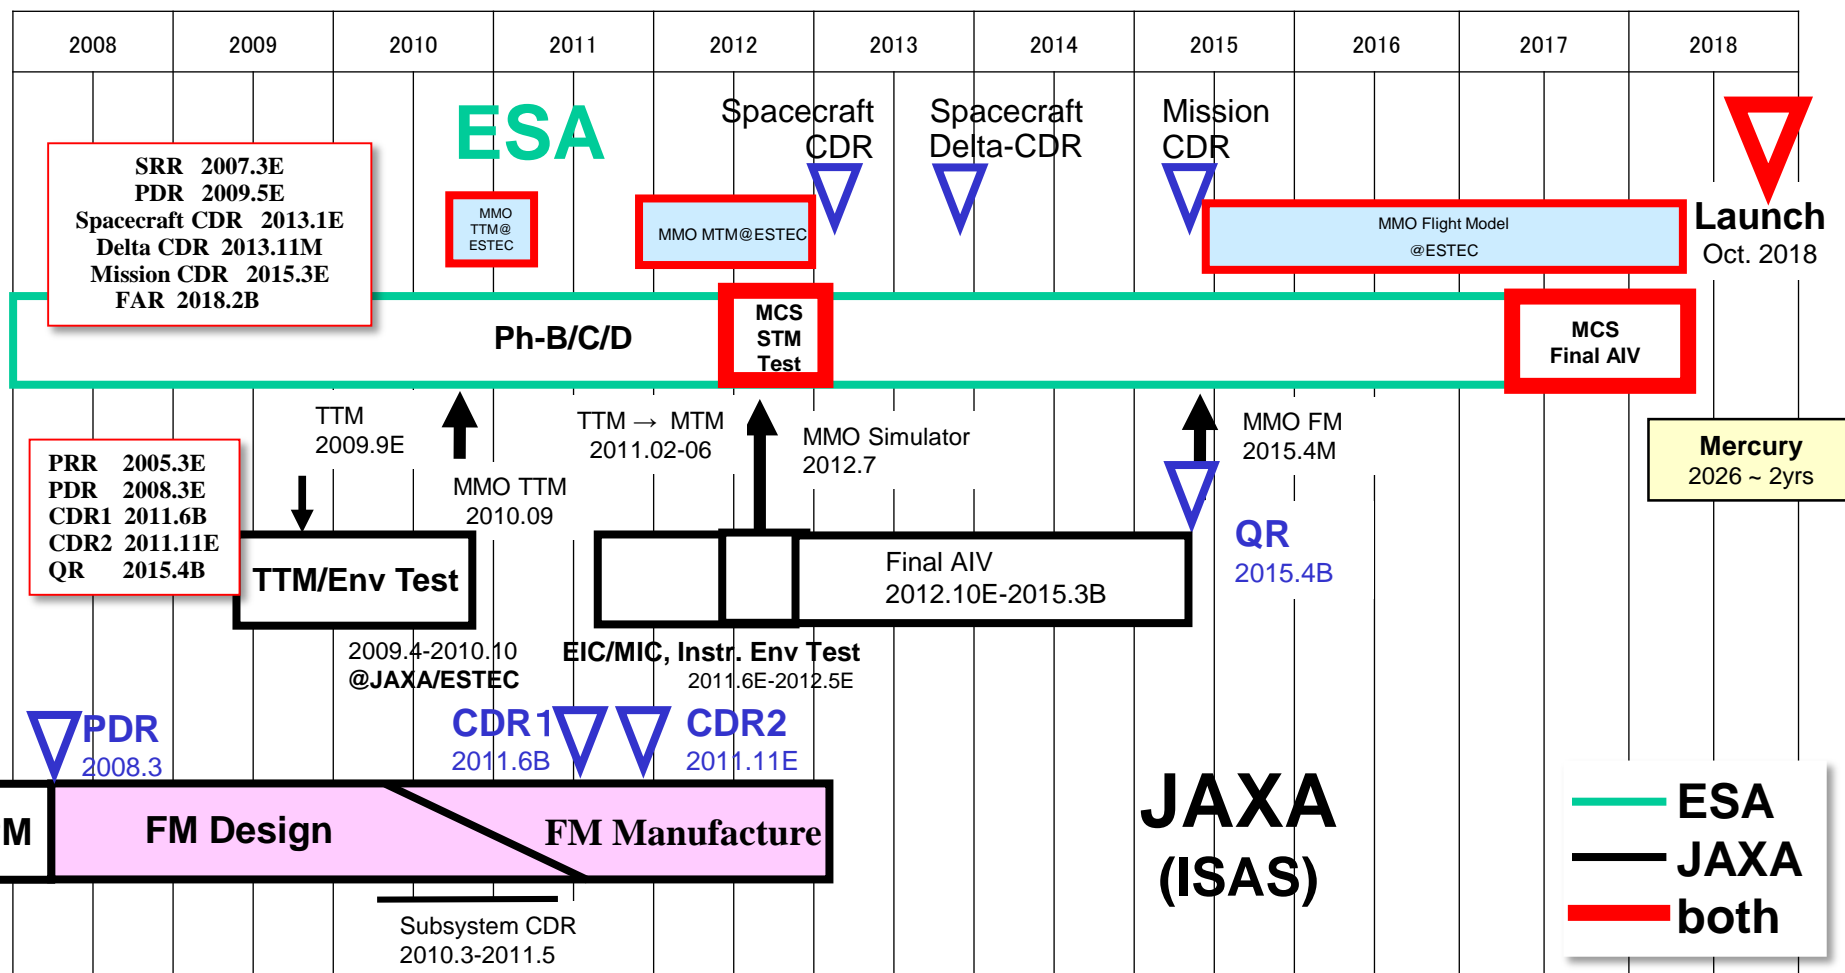 2008 2009 2010 2011 2012 2013 2014 2015 2016 2017 2018
ESA
Spacecraft
CDR
Spacecraft
Delta-CDR
Mission
CDR
SRR 2007.3E
PDR 2009.5E
Spacecraft CDR 2013.1E
Delta CDR 2013.11M
Mission CDR 2015.3E
FAR 2018.2B
MMO
TTM@
ESTEC
MMO MTM@ESTEC
MMO Flight Model
@ESTEC
Launch
Oct. 2018
Ph-B/C/D
MCS
STM
Test
MCS
Final AIV
TTM
2009.9E
MMO TTM
2010.09
TTM → MTM
2011.02-06
MMO Simulator
2012.7
MMO FM
2015.4M
Mercury
2026 ~ 2yrs
PRR 2005.3E
PDR 2008.3E
CDR1 2011.6B
CDR2 2011.11E
QR 2015.4B
TTM/Env Test
Final AIV
2012.10E-2015.3B
QR
2015.4B
2009.4-2010.10
@JAXA/ESTEC
EIC/MIC, Instr. Env Test
2011.6E-2012.5E
PDR
2008.3
CDR1
2011.6B
CDR2
2011.11E
M
FM Design
FM Manufacture
Subsystem CDR
2010.3-2011.5
JAXA
(ISAS)
ESA
JAXA
both